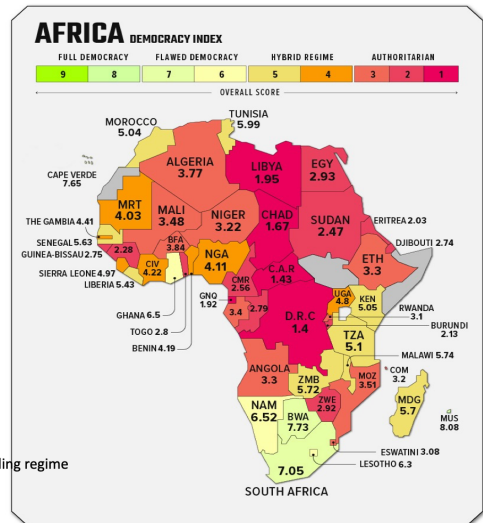 AFRICA DEMOCRACY INDEX
FULL DEMOCRACY FLAWED DEMOCRACY HYBRID REGIME AUTHORITARIAN
9 8 7 6 5 4 3 2 1
OVERALL SCORE
TUNISIA
5.99
MOROCCO
5.04
ALGERIA
3.77
LIBYA
1.95
EGY
2.93
CAPE VERDE
7.65
MRT
4.03
MALI
3.48
NIGER
3.22
CHAD
1.67
SUDAN
2.47
ERITREA 2.03
THE GAMBIA 4.41
DJIBOUTI 2.74
SENEGAL 5.63
GUINEA-BISSAU 2.75
2.28
BFA
3.84
NGA
4.11
ETH
3.3
SIERRA LEONE 4.97
LIBERIA 5.43
CIV
4.22
CMR
2.56
C.A.R
1.43
GNQ
1.92
UGA
4.8
KEN
5.05
GHANA 6.5
3.4
2.79
D.R.C
1.4
RWANDA
3.1
TOGO 2.8
BURUNDI
2.13
BENIN 4.19
TZA
5.1
MALAWI 5.74
ANGOLA
3.3
COM
3.2
ZMB
5.72
MOZ
3.51
MDG
5.7
ZWE
2.92
NAM
6.52
BWA
7.73
MUS
8.08
ling regime
ESWATINI 3.08
LESOTHO 6.3
7.05
SOUTH AFRICA